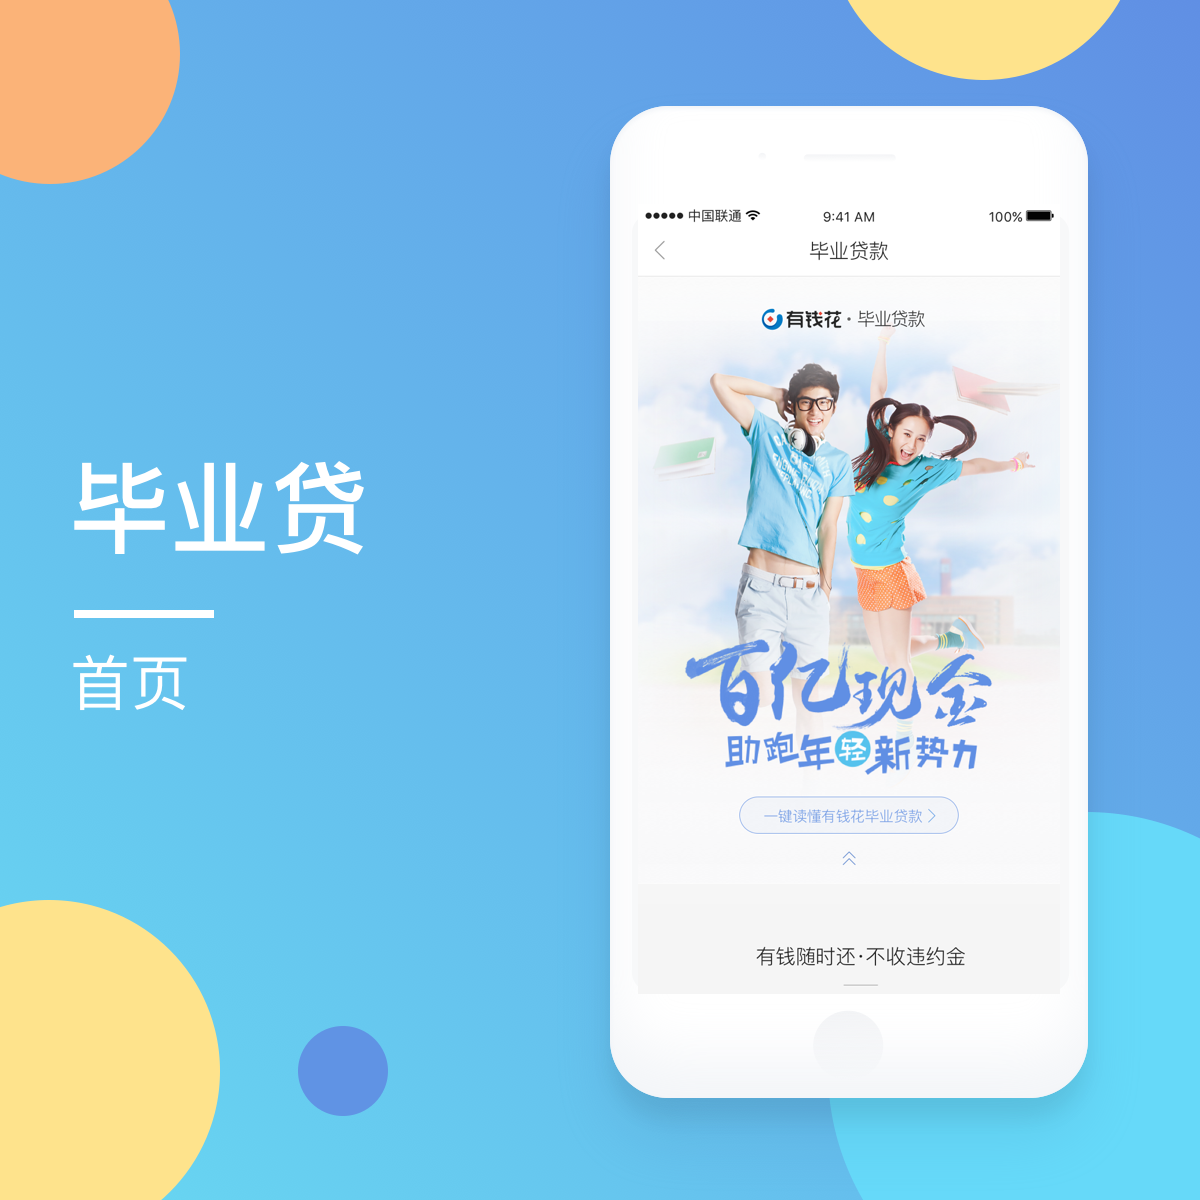 毕业贷
首页
中国联通
9:41 AM
100%
毕业贷款
有钱花·毕业贷款
百亿现金
助跑年轻新势力
一键读懂有钱花毕业贷款
有钱随时还·不收违约金